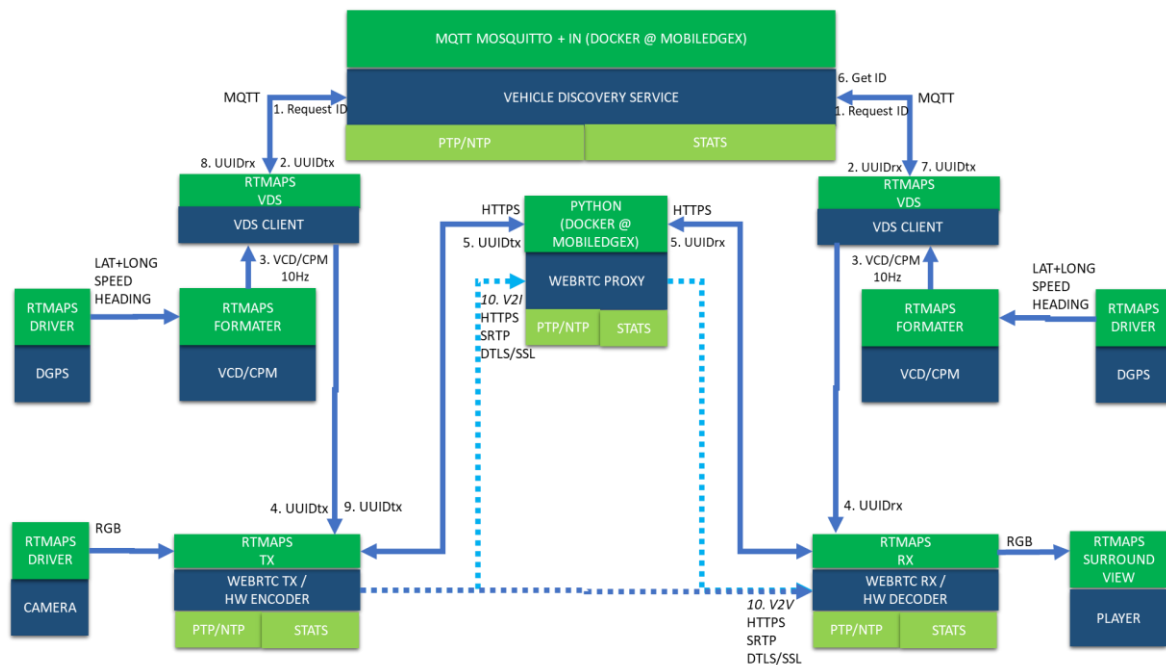 MQTT MOSQUITTO + IN (DOCKER @ MOBILEDGEX)
6. Get ID
MQTT
VEHICLE DISCOVERY SERVICE
MQTT
1. Request ID
1. Request ID
PTP/NTP
STATS
8. UUIDrx
2. UUIDtx
2. UUIDrx
7. UUIDtx
RTMAPS
VDS
VDS CLIENT
RTMAPS
VDS
VDS CLIENT
HTTPS
5. UUIDtx
PYTHON
(DOCKER @
MOBILEDGEX)
HTTPS
5. UUIDrx
WEBRTC PROXY
PTP/NTP
STATS
3. VCD/CPM
10Hz
3. VCD/CPM
10Hz
LAT+LONG
SPEED
HEADING
LAT+LONG
SPEED
HEADING
10. V2I
HTTPS
SRTP
DTLS/SSL
RTMAPS
DRIVER
DGPS
RTMAPS
FORMATER
VCD/CPM
RTMAPS
FORMATER
VCD/CPM
RTMAPS
DRIVER
DGPS
4. UUIDtx
9. UUIDtx
4. UUIDrx
RTMAPS
DRIVER
CAMERA
RGB
RTMAPS
TX
WEBRTC TX /
HW ENCODER
PTP/NTP
STATS
10. V2V
HTTPS
SRTP
DTLS/SSL
RTMAPS
RX
WEBRTC RX /
HW DECODER
PTP/NTP
STATS
RGB
RTMAPS
SURROUND
VIEW
PLAYER